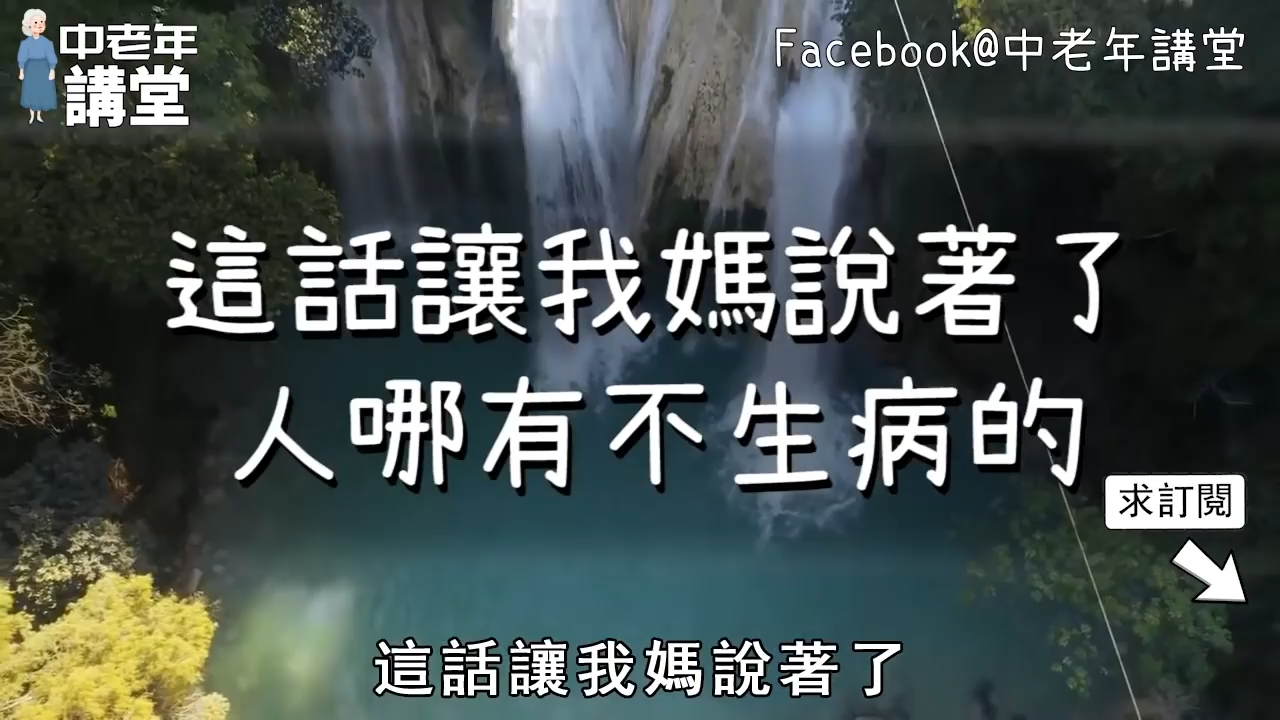 中老年
講堂
Facebook@中老年講堂
這話讓我媽說著了
人哪有不生病的
求訂閱
這話讓我媽說著了